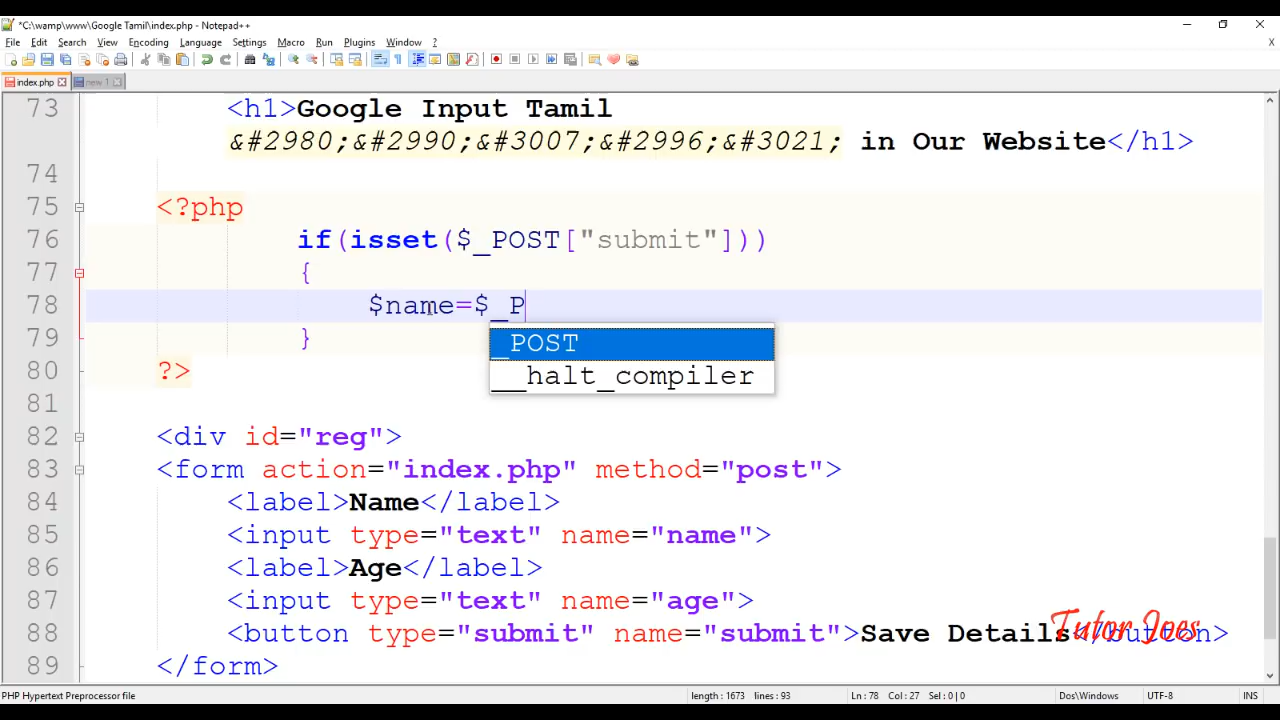 *C:\wamp\www\Google Tamil\index.php - Notepad++
File Edit Search View Encoding Language Settings Macro Run Plugins Window ?
X
index.php new 1
73 <h1>Google Input Tamil
&#2980;&#2990;&#3007;&#2996;&#3021; in Our Website</h1>
74
75 <?php
76 if(isset($_POST["submit"]))
77 {
78 $name=$_P
_POST
79 }
__halt_compiler
80 ?>
81
82 <div id="reg">
83 <form action="index.php" method="post">
84 <label>Name</label>
85 <input type="text" name="name">
86 <label>Age</label>
87 <input type="text" name="age">
88 <button type="submit" name="submit">Save Details</button>
Tutor Joes
89 </form>
PHP Hypertext Preprocessor file length : 1673 lines : 93 Ln : 78 Col : 27 Sel : 0 | 0 Dos\Windows UTF-8 INS